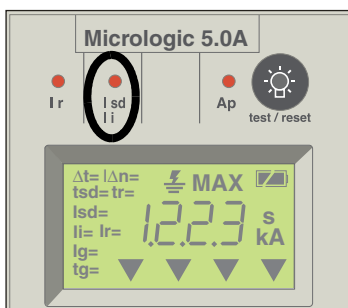 Micrologic 5.0A
Ir
Isd
Ii
Ap
test / reset
Δt= IΔn=
tsd= tr=
MAX
Isd=
Ii= Ir=
1.2.2.3
s
kA
Ig=
tg=